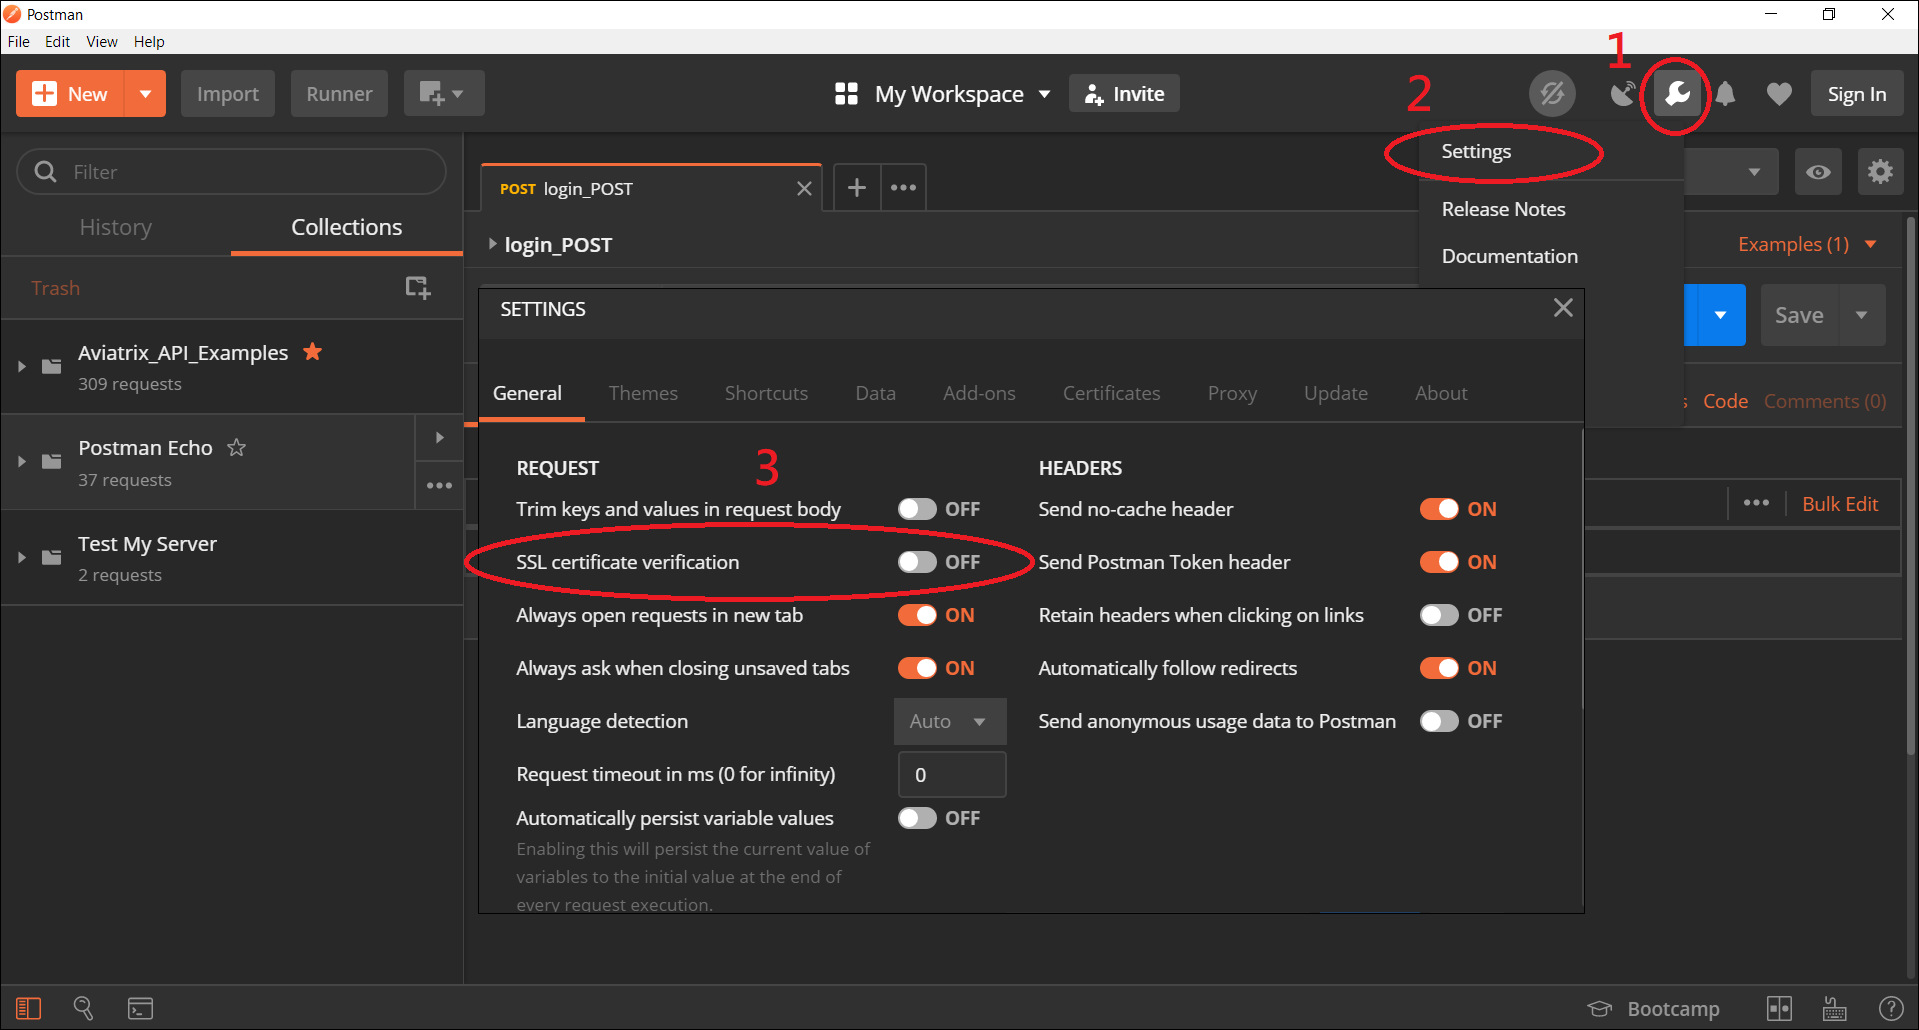 Postman
File Edit View Help
1
New Import Runner My Workspace Invite 2 Sign In
Filter
Settings
POST login_POST
History Collections
Release Notes
login_POST
Examples (1)
Documentation
Trash
SETTINGS
Save
Aviatrix_API_Examples
309 requests
General Themes Shortcuts Data Add-ons Certificates Proxy Update About
s Code Comments (0)
Postman Echo
37 requests
REQUEST 3 HEADERS
Trim keys and values in request body OFF Send no-cache header ON
Bulk Edit
Test My Server
2 requests
SSL certificate verification OFF Send Postman Token header ON
Always open requests in new tab ON Retain headers when clicking on links OFF
Always ask when closing unsaved tabs ON Automatically follow redirects ON
Language detection Auto Send anonymous usage data to Postman OFF
Request timeout in ms (0 for infinity) 0
Automatically persist variable values OFF
Enabling this will persist the current value of
variables to the initial value at the end of
every request execution.
Bootcamp